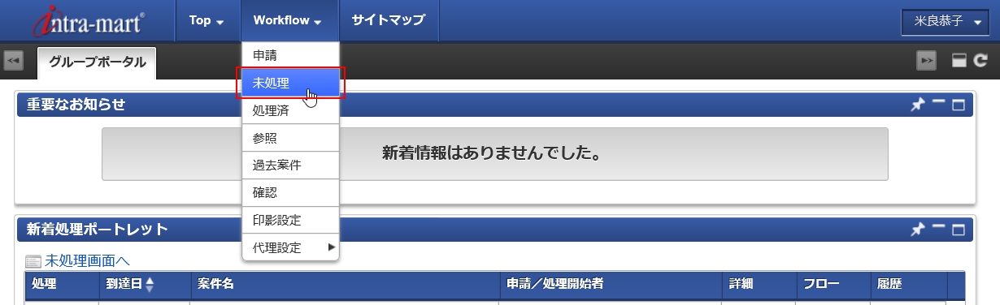 intra-mart®
Top
Workflow
サイトマップ
米良恭子
グループポータル
申請
未処理
処理済
参照
過去案件
確認
印影設定
代理設定
重要なお知らせ
新着情報はありませんでした。
新着処理ポートレット
未処理画面へ
処理 到達日 案件名 申請／処理開始者 詳細 フロー 履歴